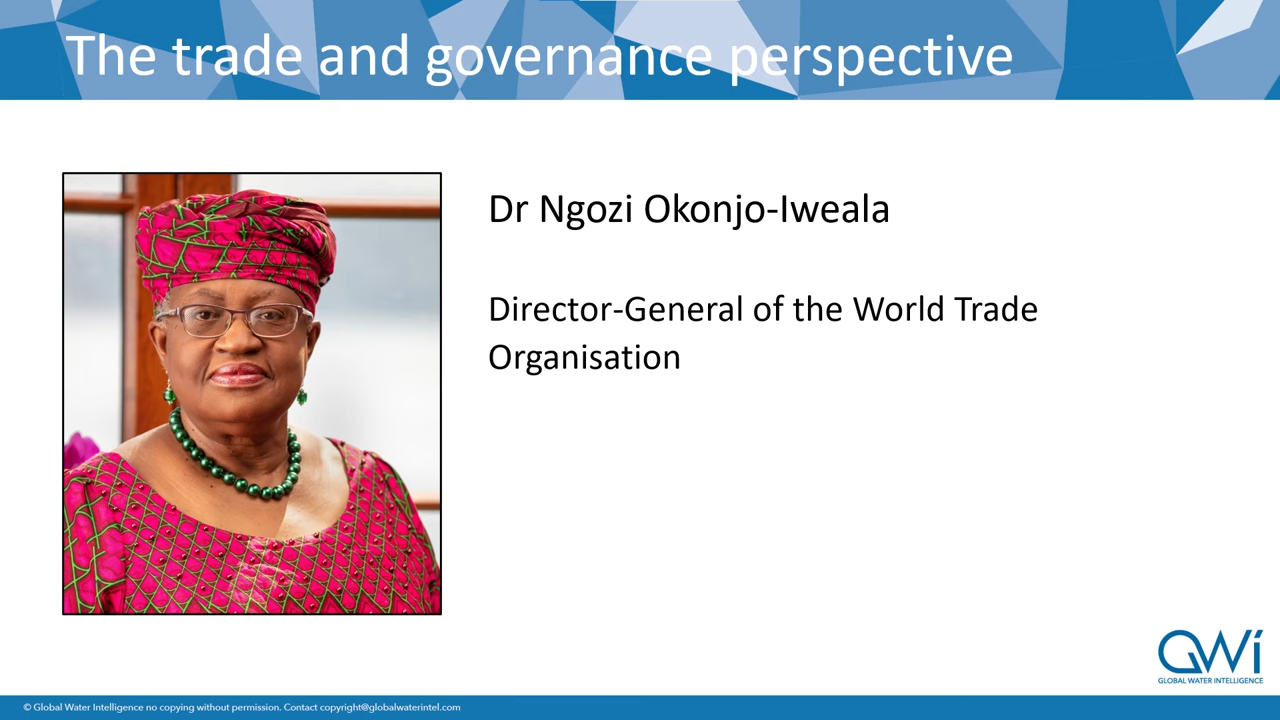 The trade and governance perspective
Dr Ngozi Okonjo-Iweala
Director-General of the World Trade
Organisation
GWi
GLOBAL WATER INTELLIGENCE
© Global Water Intelligence no copying without permission. Contact copyright@globalwaterintel.com